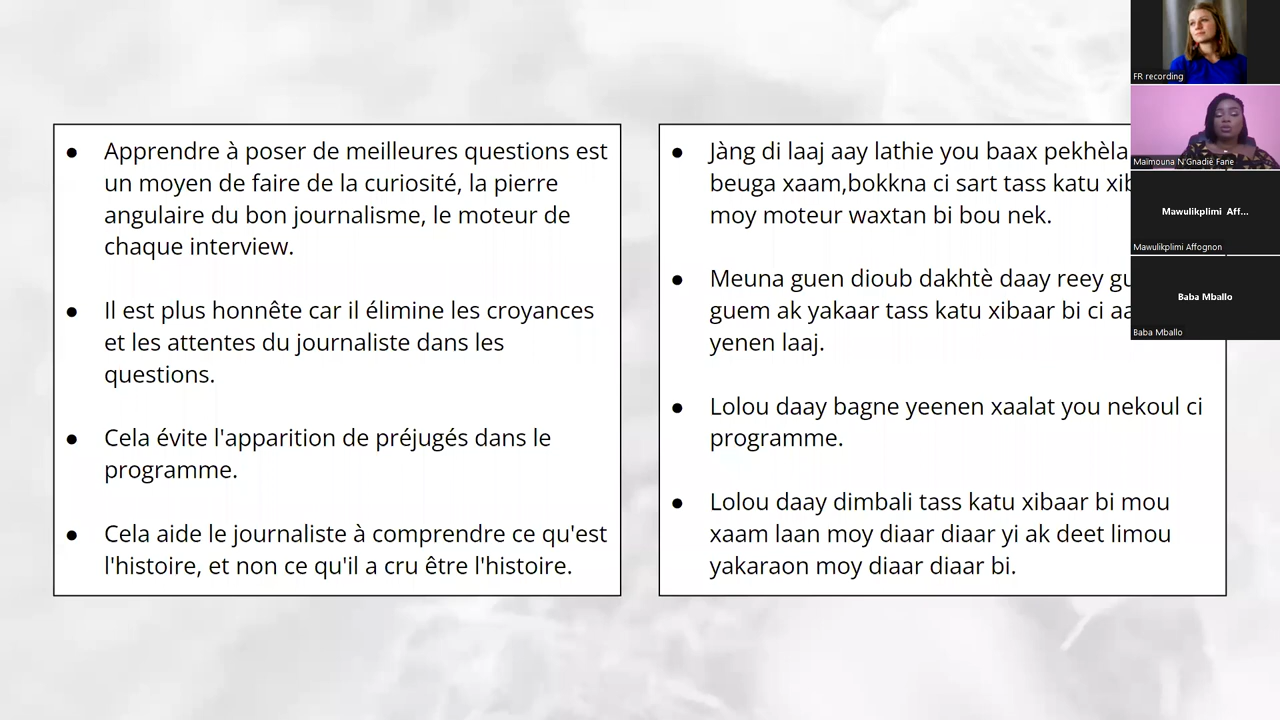 Apprendre à poser de meilleures questions est
un moyen de faire de la curiosité, la pierre
angulaire du bon journalisme, le moteur de
chaque interview.
Il est plus honnête car il élimine les croyances
et les attentes du journaliste dans les
questions.
Cela évite l'apparition de préjugés dans le
programme.
Cela aide le journaliste à comprendre ce qu'est
l'histoire, et non ce qu'il a cru être l'histoire.
Jàng di laaj aay lathie you baax pekhèla
beuga xaam,bokkna ci sart tass katu
moy moteur waxtan bi bou nek.
Meuna guen dioub dakhtè daay reey
guem ak yakaar tass katu xibaar bi ci
yenen laaj.
Lolou daay bagne yeenen xaalat you nekoul ci
programme.
Lolou daay dimbali tass katu xibaar bi mou
xaam laan moy diaar diaar yi ak deet limou
yakaraon moy diaar diaar bi.
FR recording
Maïmouna N'Gnadie Fane
Mawulikplimi Aff...
Mawulikplimi Affognon
Baba Mballo
Baba Mballo